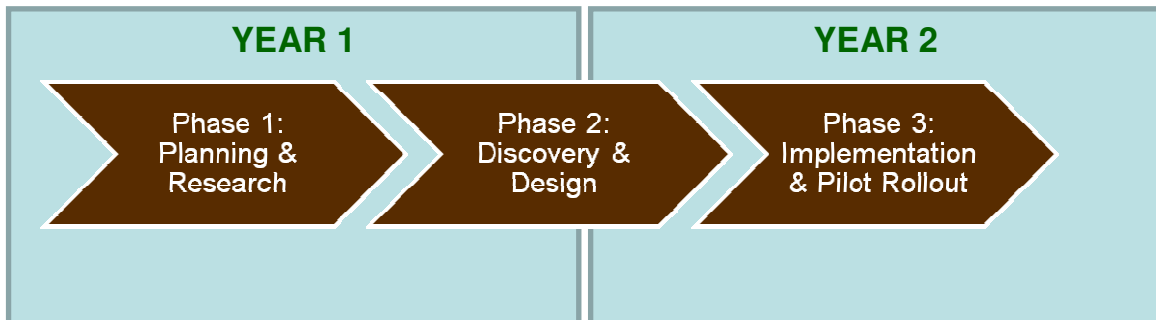 YEAR 1
YEAR 2
Phase 1:
Planning &
Research
Phase 2:
Discovery &
Design
Phase 3:
Implementation
& Pilot Rollout